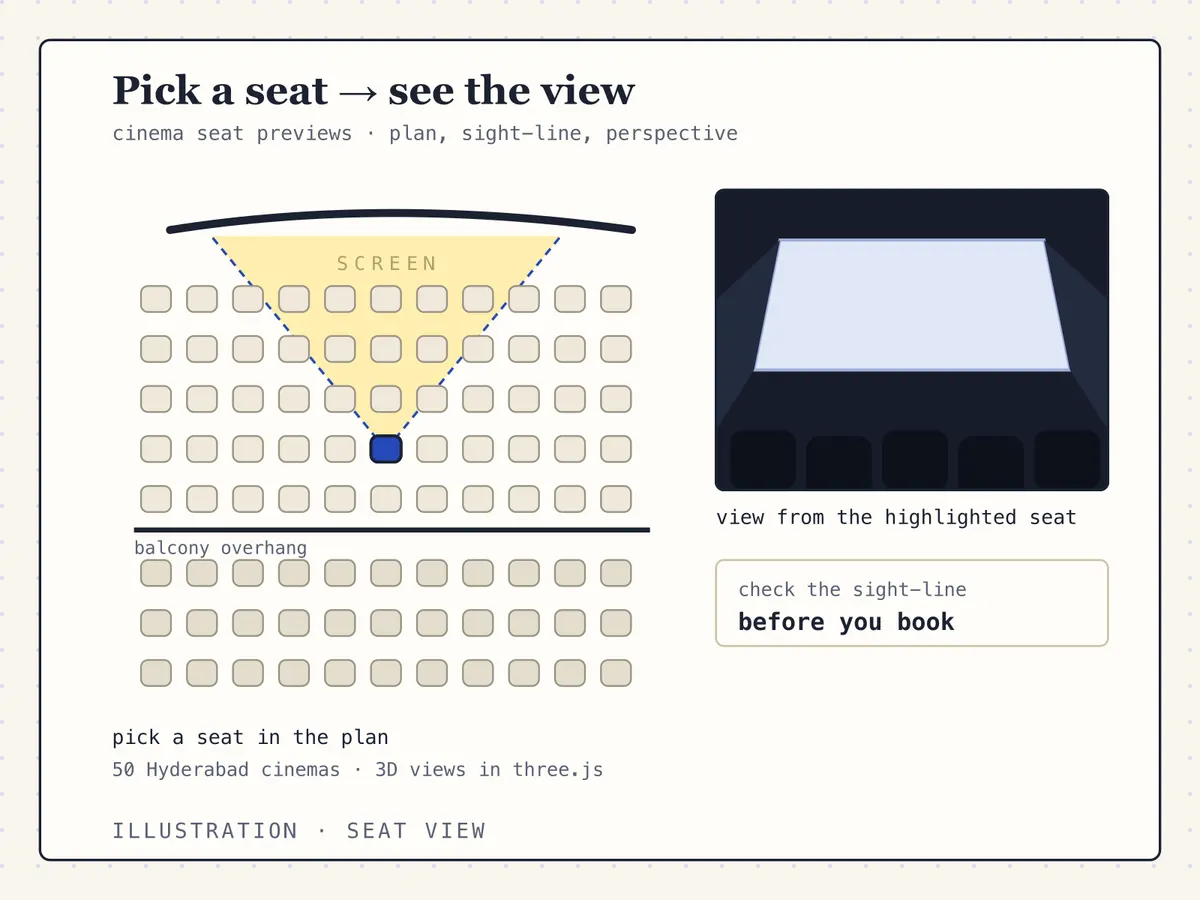 Pick a seat → see the view
cinema seat previews · plan, sight-line, perspective
SCREEN
balcony overhang
view from the highlighted seat
check the sight-line
before you book
pick a seat in the plan
50 Hyderabad cinemas · 3D views in three.js
ILLUSTRATION · SEAT VIEW